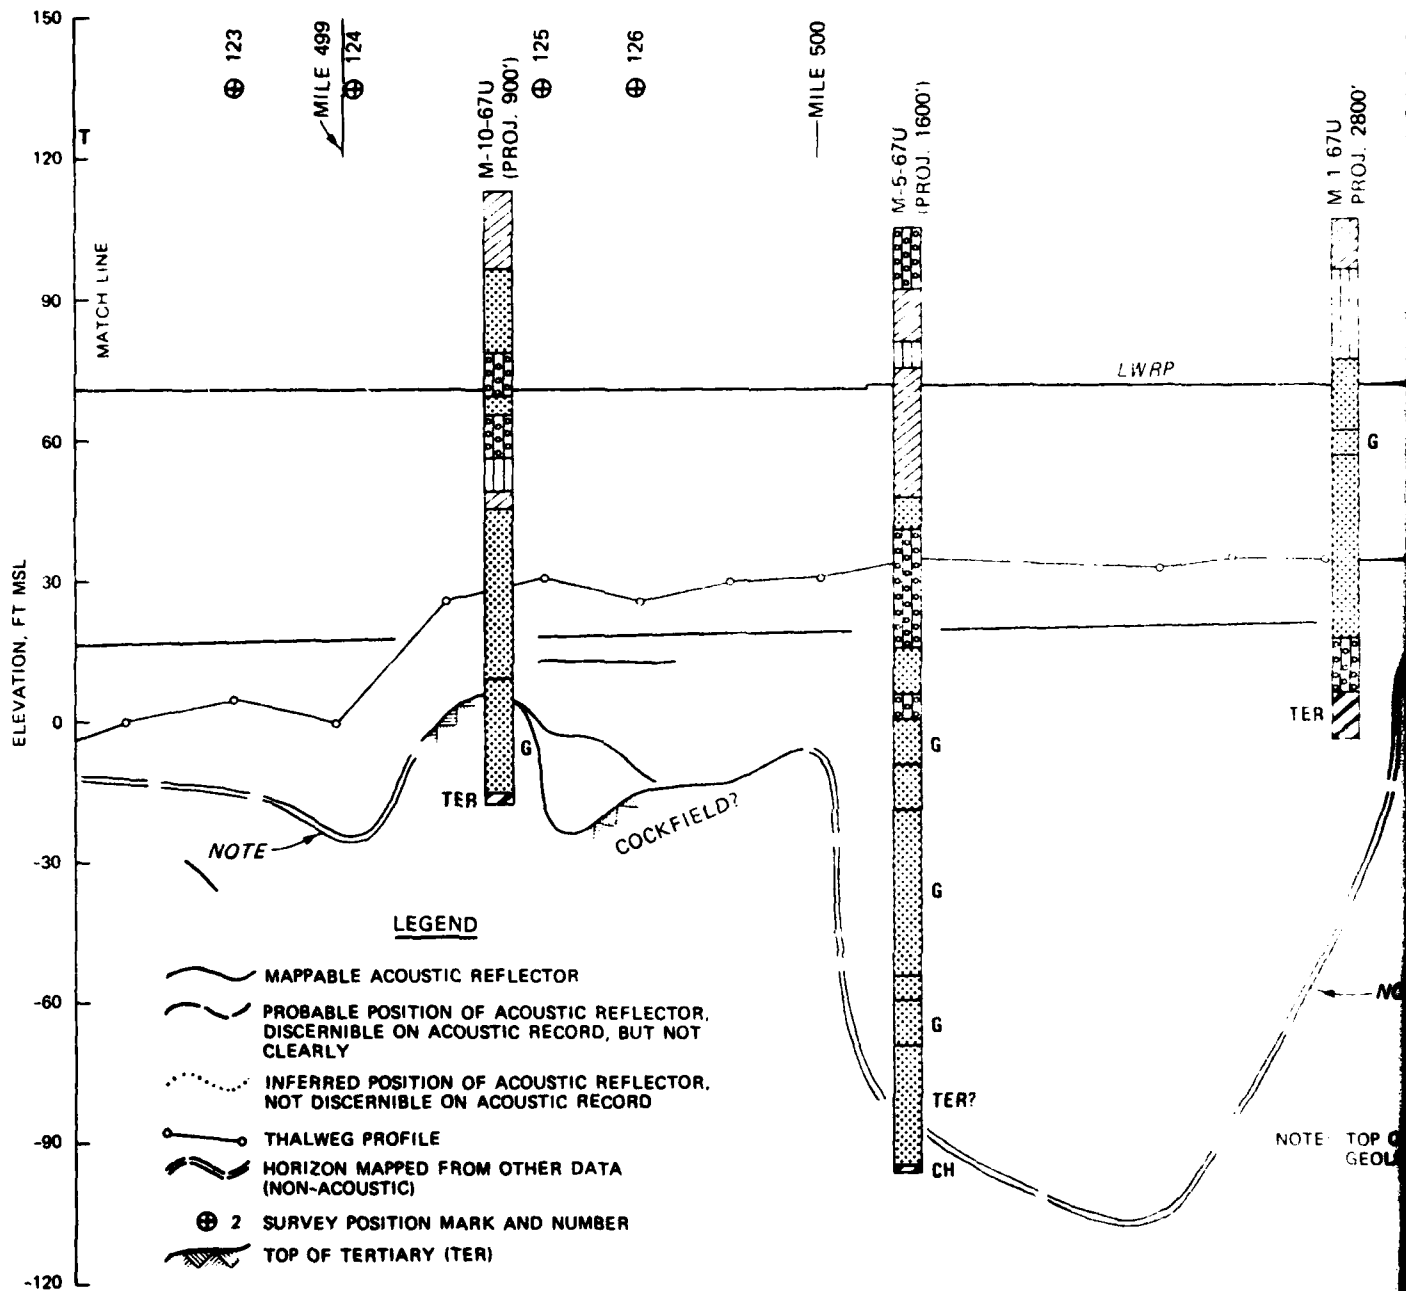 150
120
90
60
30
0
-30
-60
-90
-120
ELEVATION, FT MSL
T
MATCH LINE
123
MILE 499
124
M-10-67U
(PROJ. 900')
125
126
MILE 500
M-5-67U
(PROJ. 1600')
M 1 67U
PROJ. 2800'
LWRP
G
TER
G
TER
G
COCKFIELD?
NOTE
G
G
TER?
CH
NOTE TOP
LEGEND
MAPPABLE ACOUSTIC REFLECTOR
PROBABLE POSITION OF ACOUSTIC REFLECTOR,
DISCERNIBLE ON ACOUSTIC RECORD, BUT NOT
CLEARLY
INFERRED POSITION OF ACOUSTIC REFLECTOR,
NOT DISCERNIBLE ON ACOUSTIC RECORD
THALWEG PROFILE
HORIZON MAPPED FROM OTHER DATA
(NON-ACOUSTIC)
2 SURVEY POSITION MARK AND NUMBER
TOP OF TERTIARY (TER)